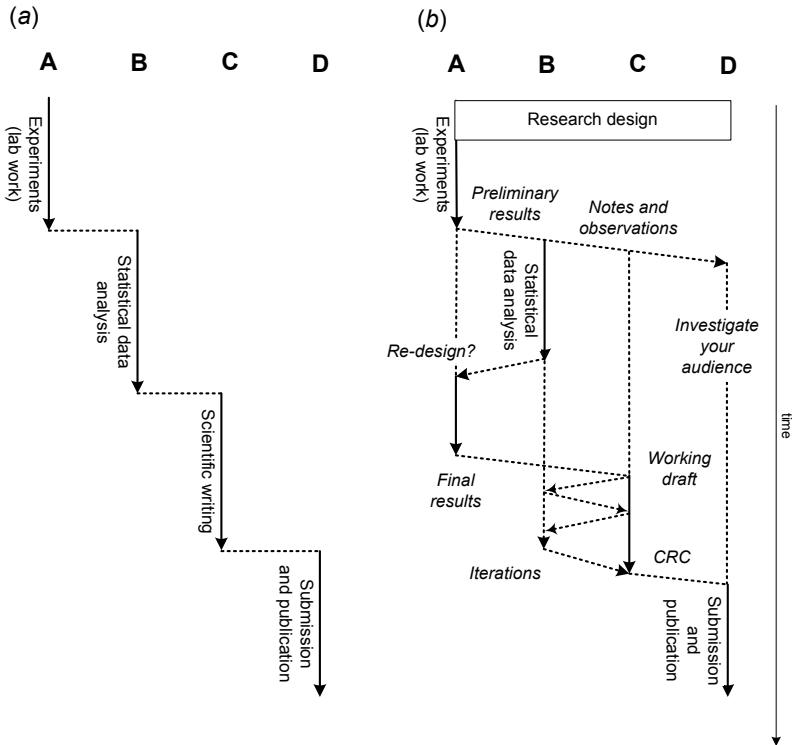 (a)
A B C D
Experiments
(lab work)
Statistical data
analysis
Scientific writing
Submission
and publication
(b)
A B C D
Research design
Experiments
(lab work)
Preliminary
results
Notes and
observations
Statistical
data analysis
Investigate
your
audience
Re-design?
time
Final
results
Working
draft
Iterations
CRC
Submission
and
publication